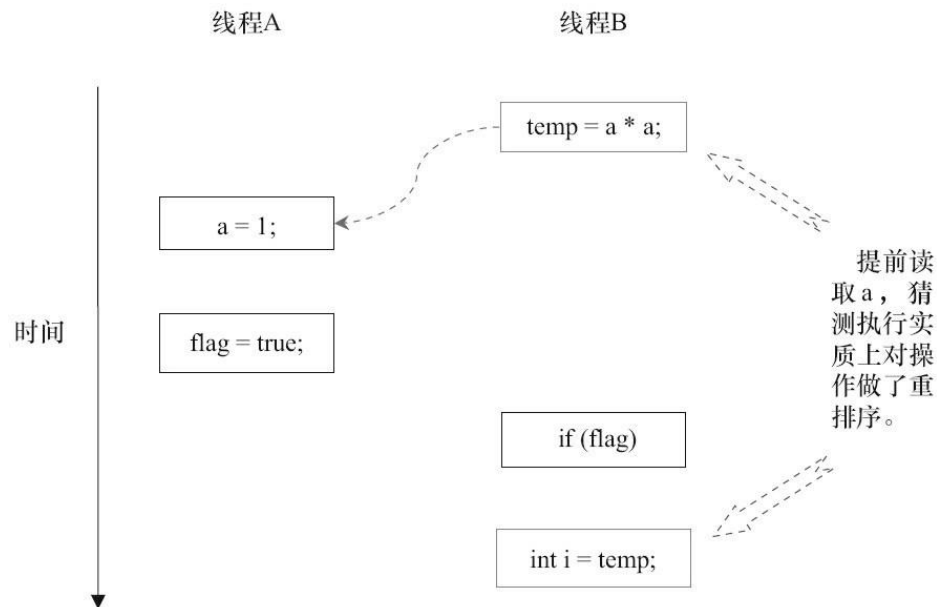 线程A
线程B
temp = a * a;
a = 1;
时间
flag = true;
if (flag)
int i = temp;
提前读
取a，猜
测执行实
质上对操
作做了重
排序。